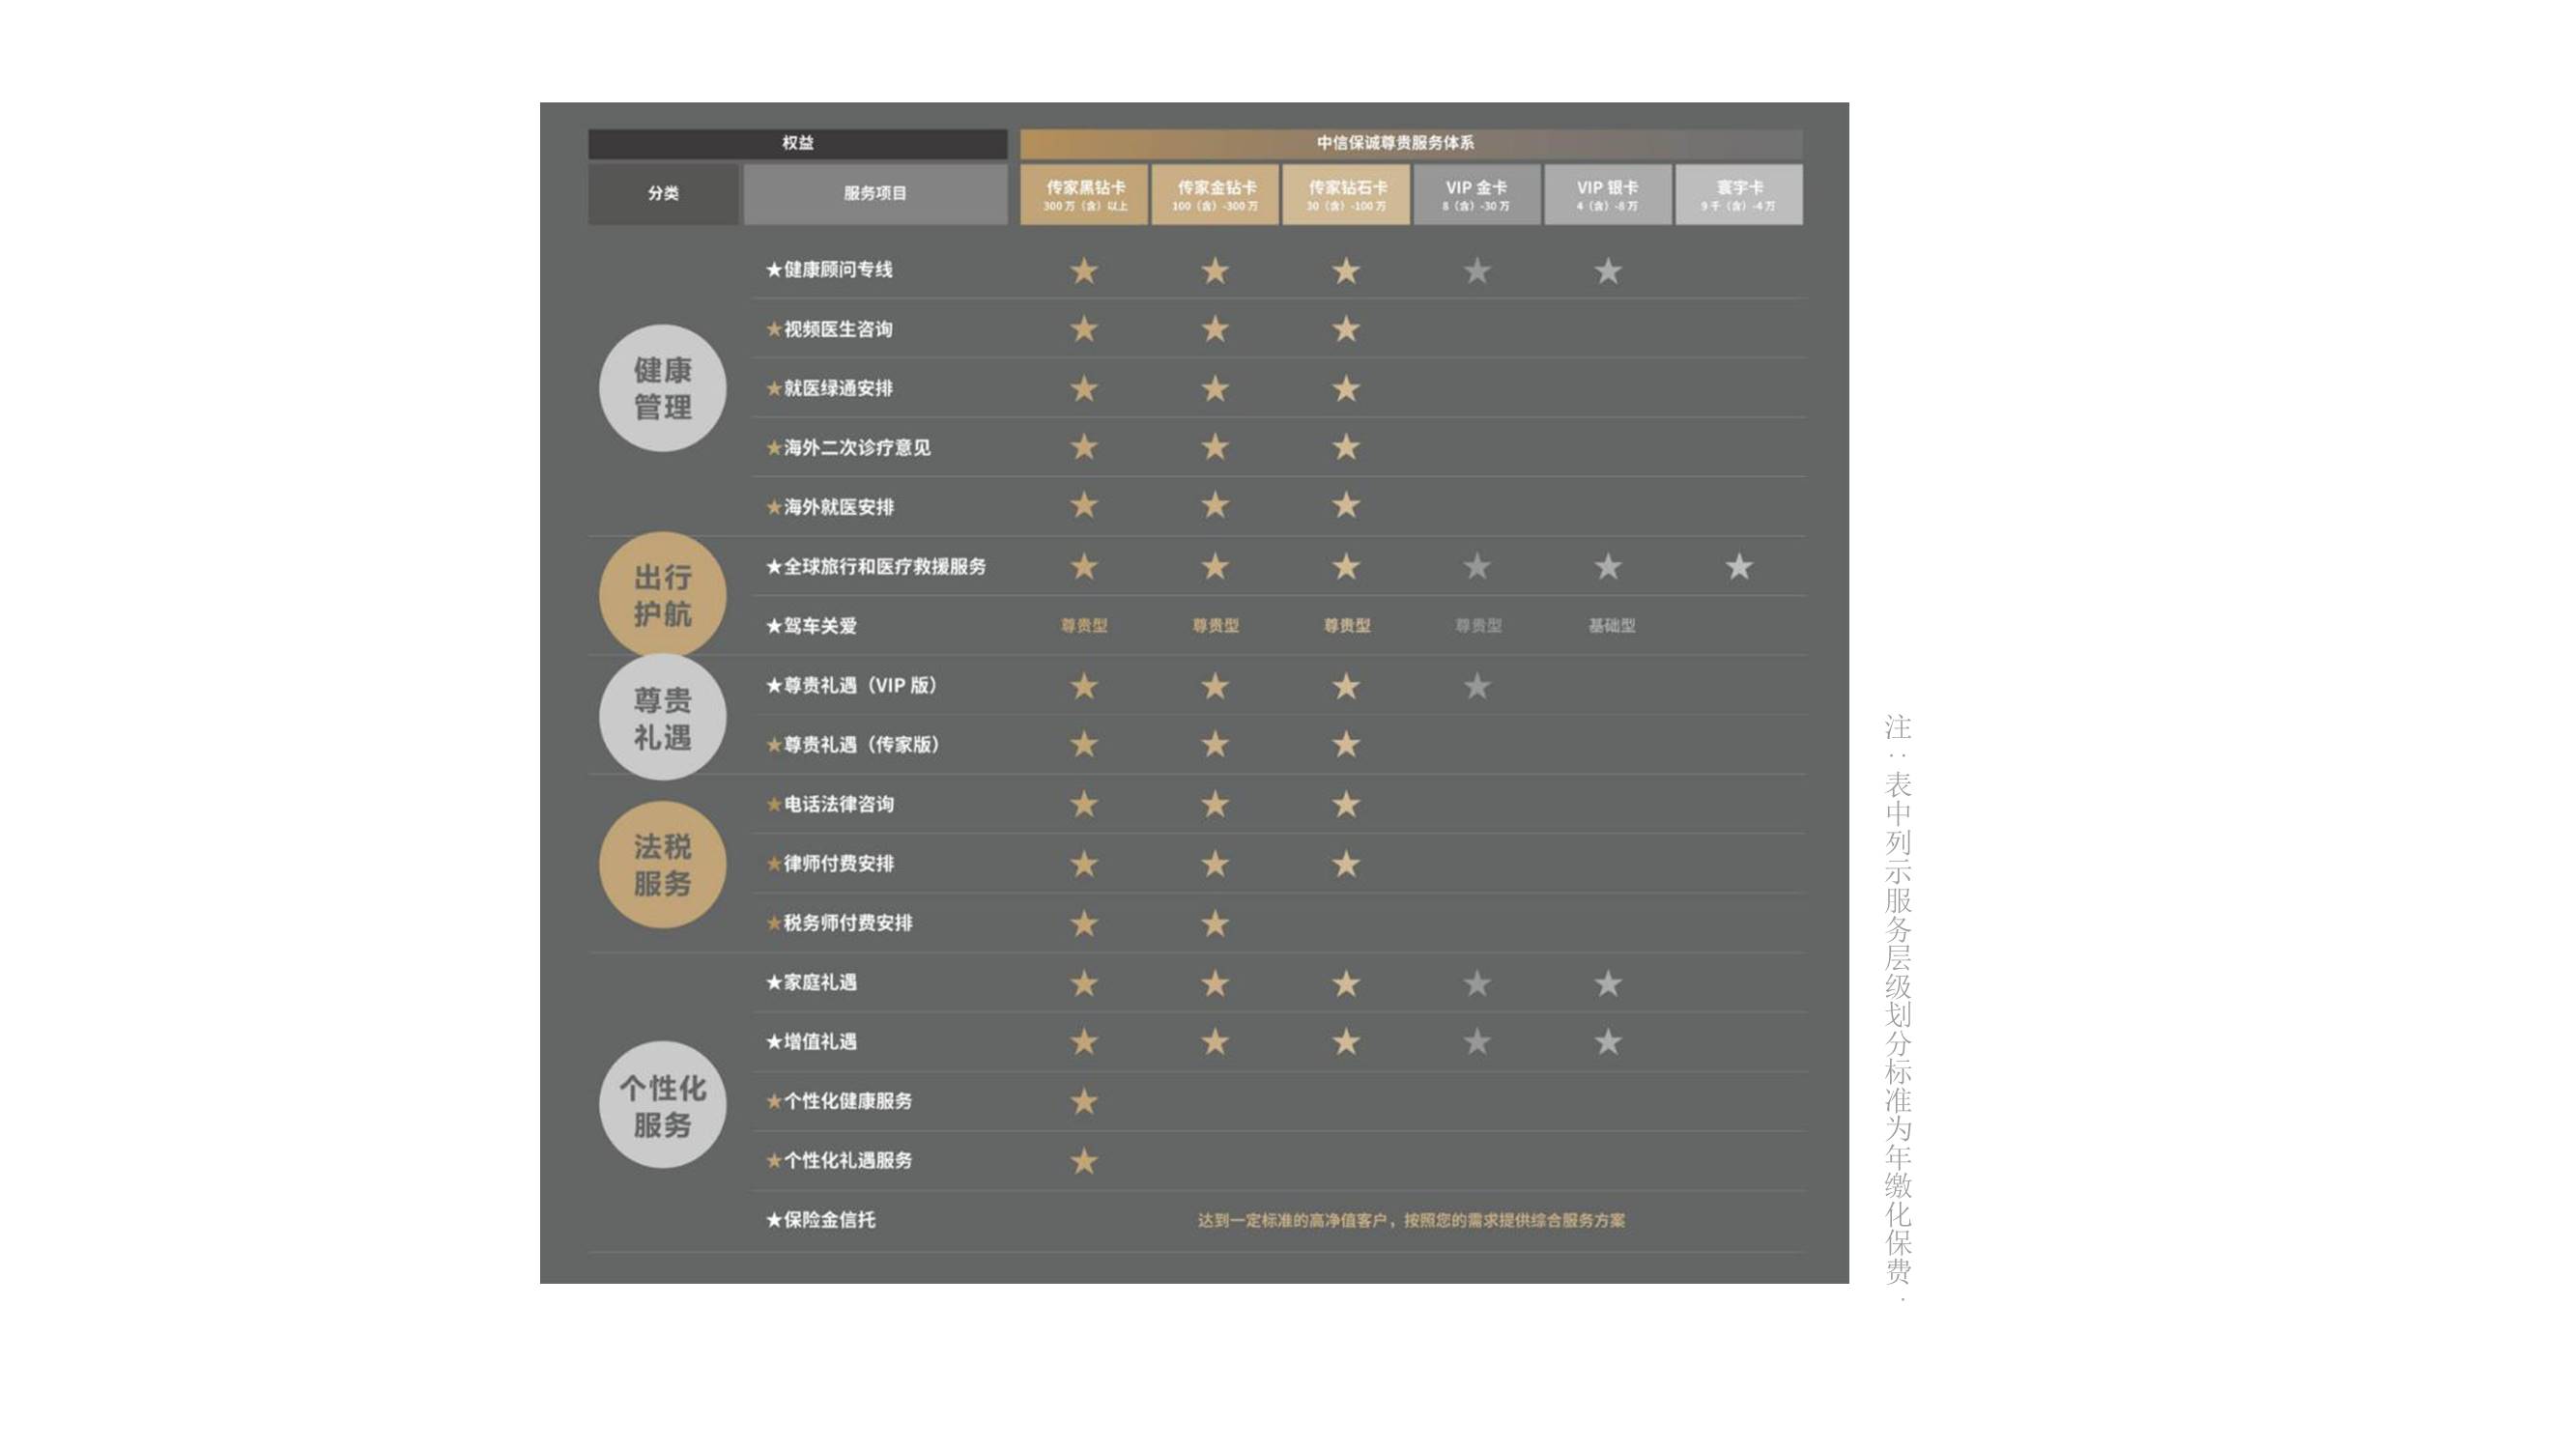 权益
中信保诚尊贵服务体系
分类
服务项目
传家黑钻卡
300 万（含）以上
传家金钻卡
100（含）-300 万
传家钻石卡
30（含）-100 万
VIP 金卡
8（含）-30 万
VIP 银卡
4（含）-8 万
寰宇卡
9 千（含）-4 万
健康
管理
★健康顾问专线 ★ ★ ★ ★ ★
★视频医生咨询 ★ ★ ★
★就医绿通安排 ★ ★ ★
★海外二次诊疗意见 ★ ★ ★
★海外就医安排 ★ ★ ★
出行
护航
★全球旅行和医疗救援服务 ★ ★ ★ ★ ★ ★
★驾车关爱 尊贵型 尊贵型 尊贵型 尊贵型 基础型
尊贵
礼遇
★尊贵礼遇（VIP 版） ★ ★ ★ ★
★尊贵礼遇（传家版） ★ ★ ★
法税
服务
★电话法律咨询 ★ ★ ★
★律师付费安排 ★ ★ ★
★税务师付费安排 ★ ★
个性化
服务
★家庭礼遇 ★ ★ ★ ★ ★
★增值礼遇 ★ ★ ★ ★ ★
★个性化健康服务 ★
★个性化礼遇服务 ★
★保险金信托 达到一定标准的高净值客户，按照您的需求提供综合服务方案
注：表中列示服务层级划分标准为年缴化保费.